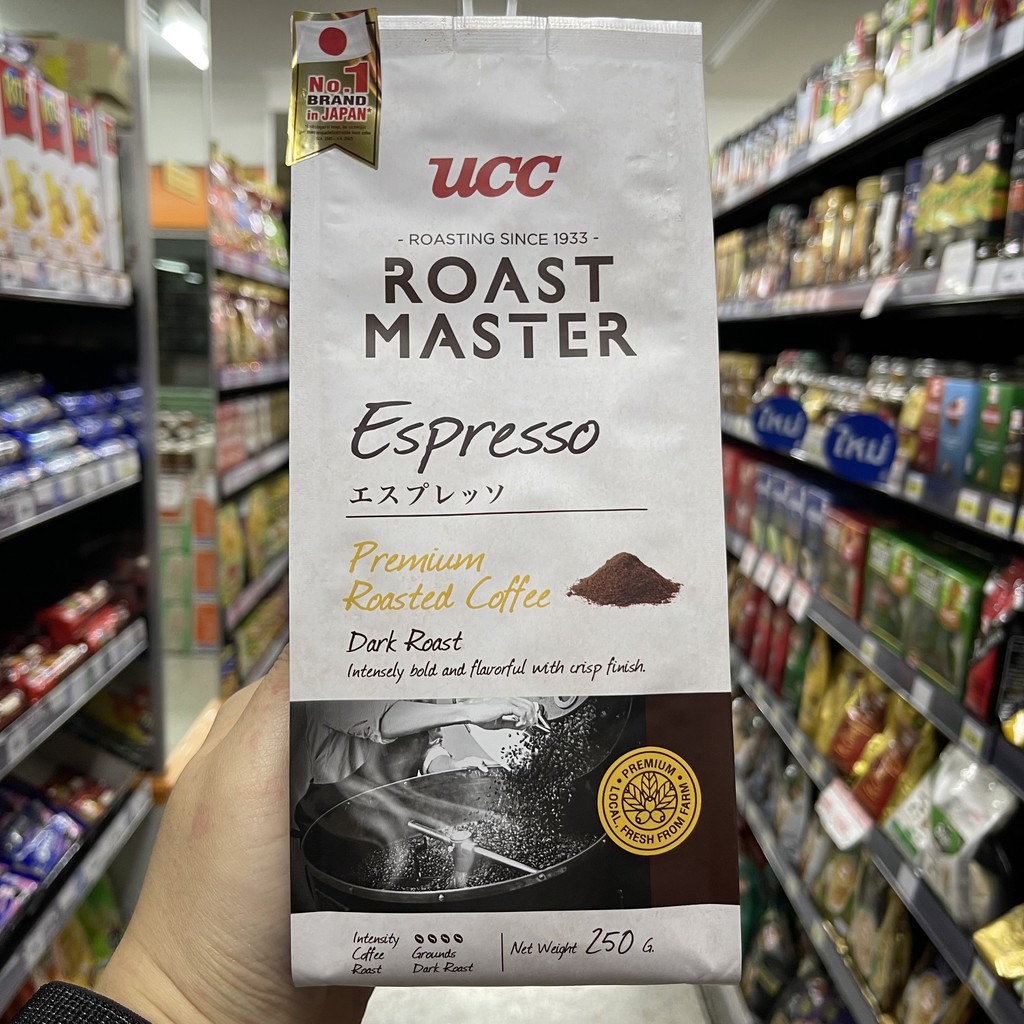 No.1
BRAND
in JAPAN*
UCC
- ROASTING SINCE 1933 -
ROAST
MASTER
Espresso
エスプレッソ
Premium
Roasted Coffee
Dark Roast
Intensely bold and flavorful with crisp finish.
• PREMIUM •
LOCAL, FRESH FROM FARM
Intensity
Coffee Grounds
Roast Dark Roast
Net Weight 250 G.
ใหม่
ใหม่